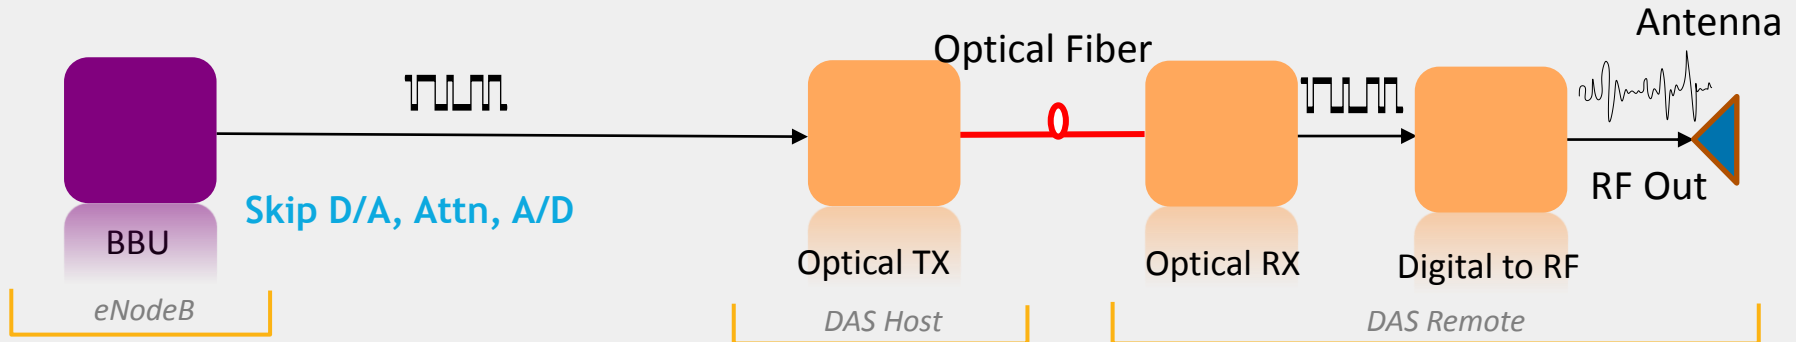 Antenna
Optical Fiber
Skip D/A, Attn, A/D
RF Out
BBU
Optical TX
Optical RX
Digital to RF
eNodeB
DAS Host
DAS Remote